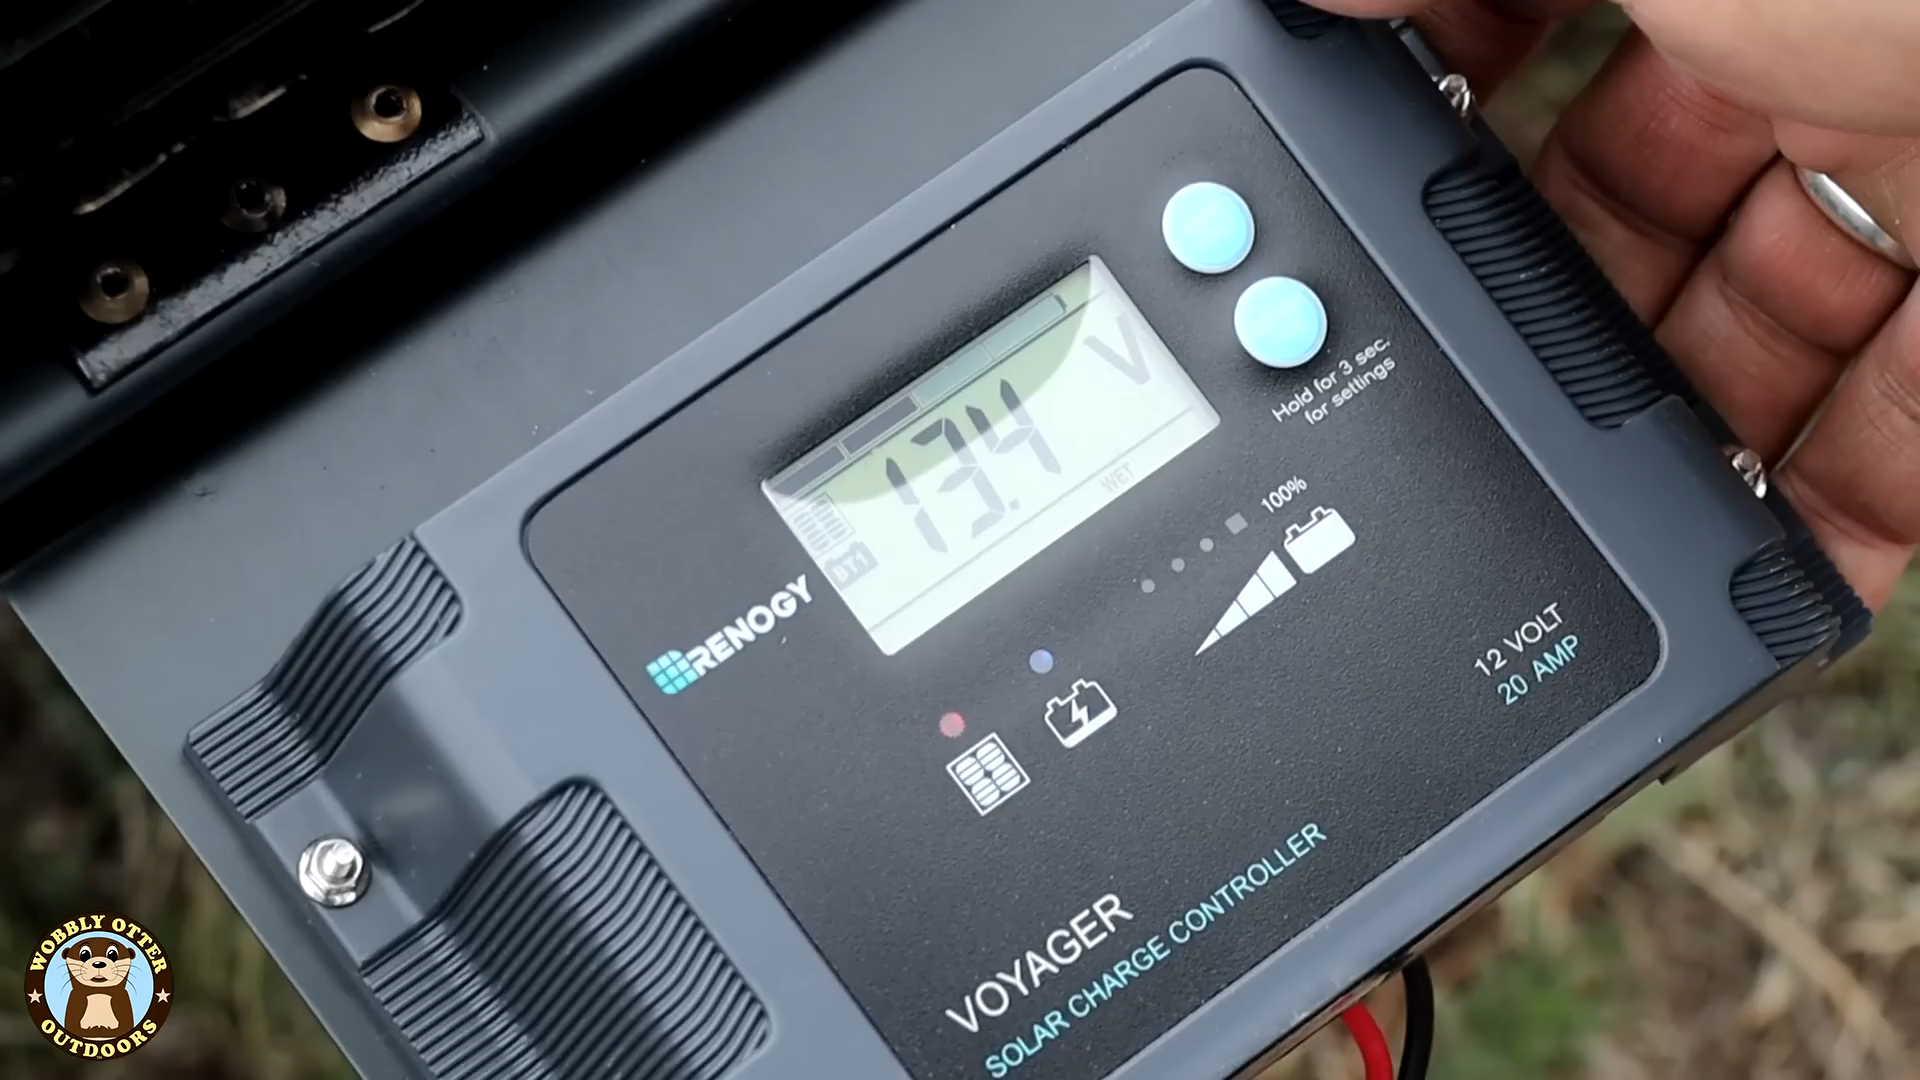 13.4 V
WET
BT1
Hold for 3 sec.
for settings
100%
RENOGY
12 VOLT
20 AMP
VOYAGER
SOLAR CHARGE CONTROLLER
WOBBLY OTTER
OUTDOORS